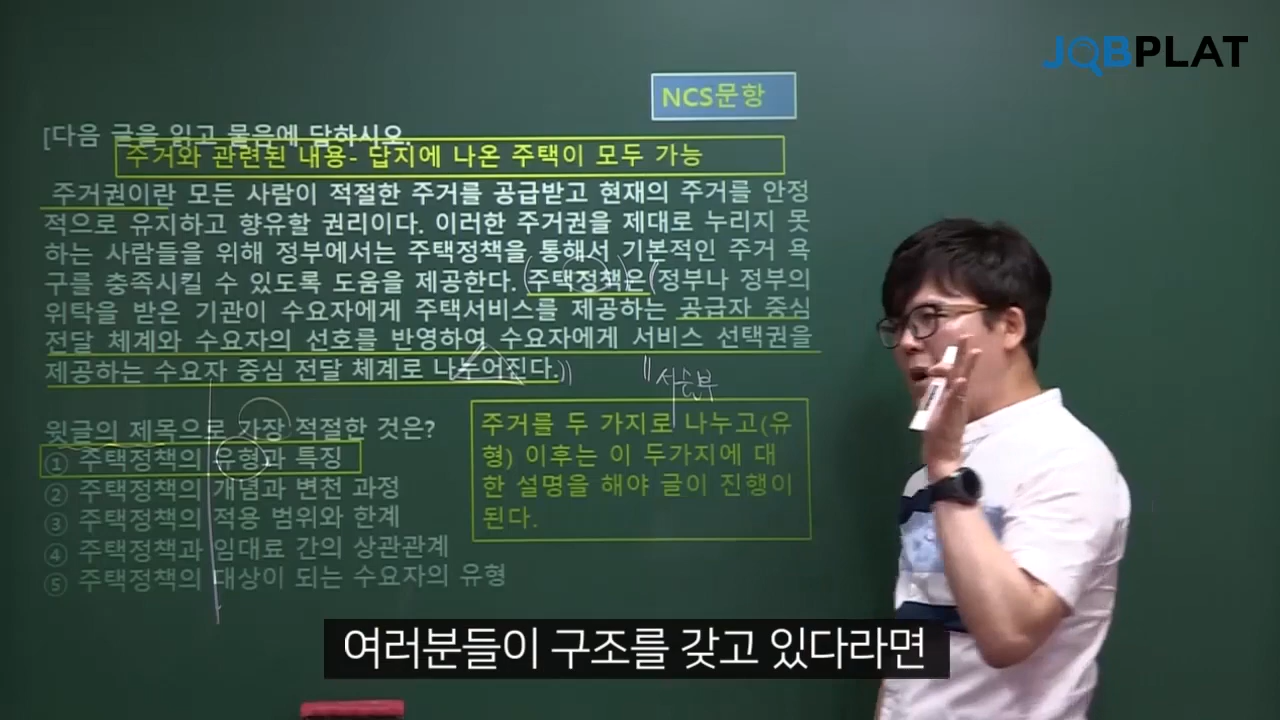 JOBPLAT
NCS문항
[다음 글을 읽고 물음에 답하시오.
주거와 관련된 내용- 답지에 나온 주택이 모두 가능
주거권이란 모든 사람이 적절한 주거를 공급받고 현재의 주거를 안정
적으로 유지하고 향유할 권리이다. 이러한 주거권을 제대로 누리지 못
하는 사람들을 위해 정부에서는 주택정책을 통해서 기본적인 주거 욕
구를 충족시킬 수 있도록 도움을 제공한다. 주택정책은 정부나 정부의
위탁을 받은 기관이 수요자에게 주택서비스를 제공하는 공급자 중심
전달 체계와 수요자의 선호를 반영하여 수요자에게 서비스 선택권을
제공하는 수요자 중심 전달 체계로 나누어진다.
"서술부
윗글의 제목으로 가장 적절한 것은?
① 주택정책의 유형과 특징
② 주택정책의 개념과 변천 과정
③ 주택정책의 적용 범위와 한계
④ 주택정책과 임대료 간의 상관관계
⑤ 주택정책의 대상이 되는 수요자의 유형
주거를 두 가지로 나누고(유
형) 이후는 이 두가지에 대
한 설명을 해야 글이 진행이
된다.
여러분들이 구조를 갖고 있다라면